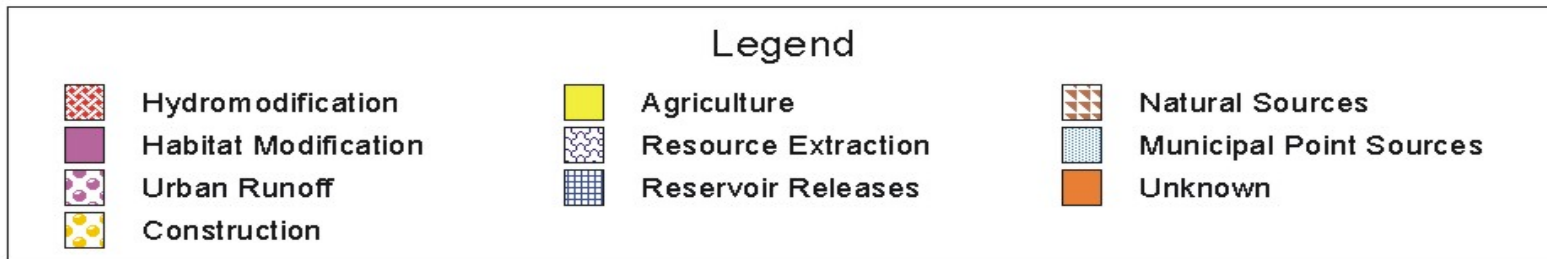 Legend
Hydromodification
Habitat Modification
Urban Runoff
Construction
Agriculture
Resource Extraction
Reservoir Releases
Natural Sources
Municipal Point Sources
Unknown